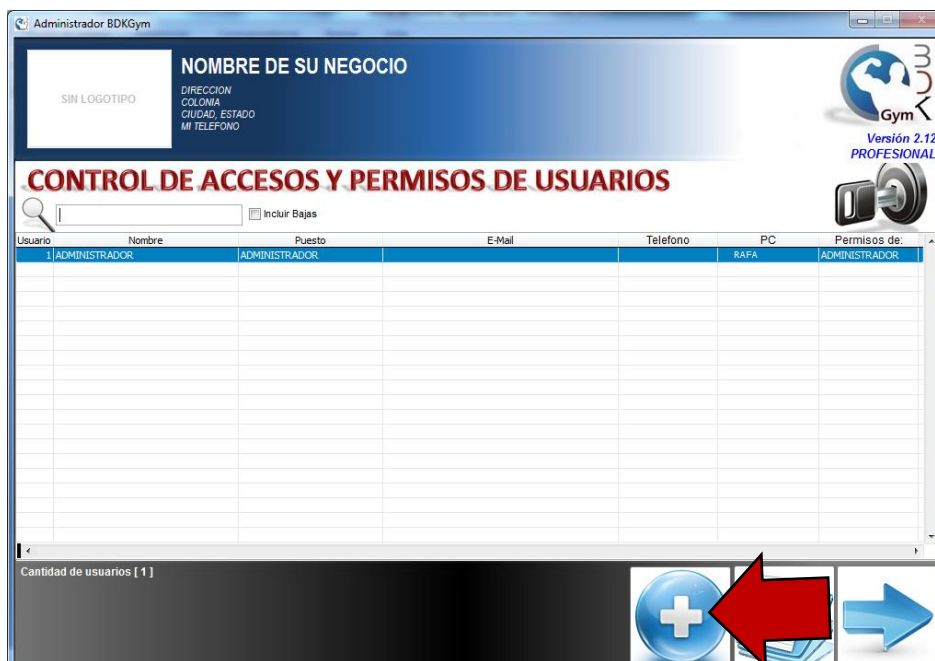 Administrador BDKGym
SIN LOGOTIPO
NOMBRE DE SU NEGOCIO
DIRECCION
COLONIA
CIUDAD, ESTADO
MI TELEFONO
BDK
Gym
Versión 2.12
PROFESIONAL
CONTROL DE ACCESOS Y PERMISOS DE USUARIOS
Incluir Bajas
Usuario Nombre Puesto E-Mail Telefono PC Permisos de:
1 ADMINISTRADOR ADMINISTRADOR RAFA ADMINISTRADOR
Cantidad de usuarios [ 1 ]